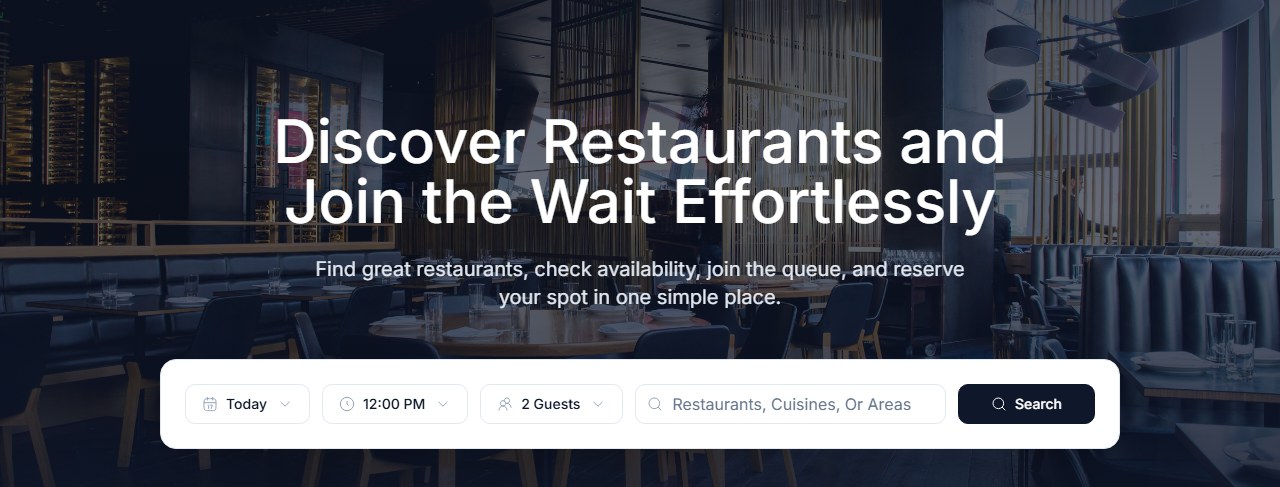 Discover Restaurants and
Join the Wait Effortlessly
Find great restaurants, check availability, join the queue, and reserve
your spot in one simple place.
Today
12:00 PM
2 Guests
Restaurants, Cuisines, Or Areas
Search